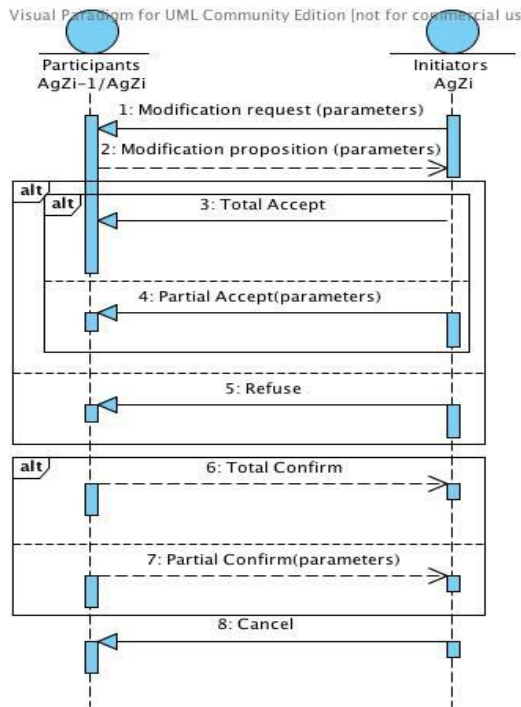 Visual Paradigm for UML Community Edition [not for commercial us
Participants
AgZi-1/AgZi
Initiators
AgZi
1: Modification request (parameters)
2: Modification proposition (parameters)
alt
alt
3: Total Accept
4: Partial Accept(parameters)
5: Refuse
alt
6: Total Confirm
7: Partial Confirm(parameters)
8: Cancel